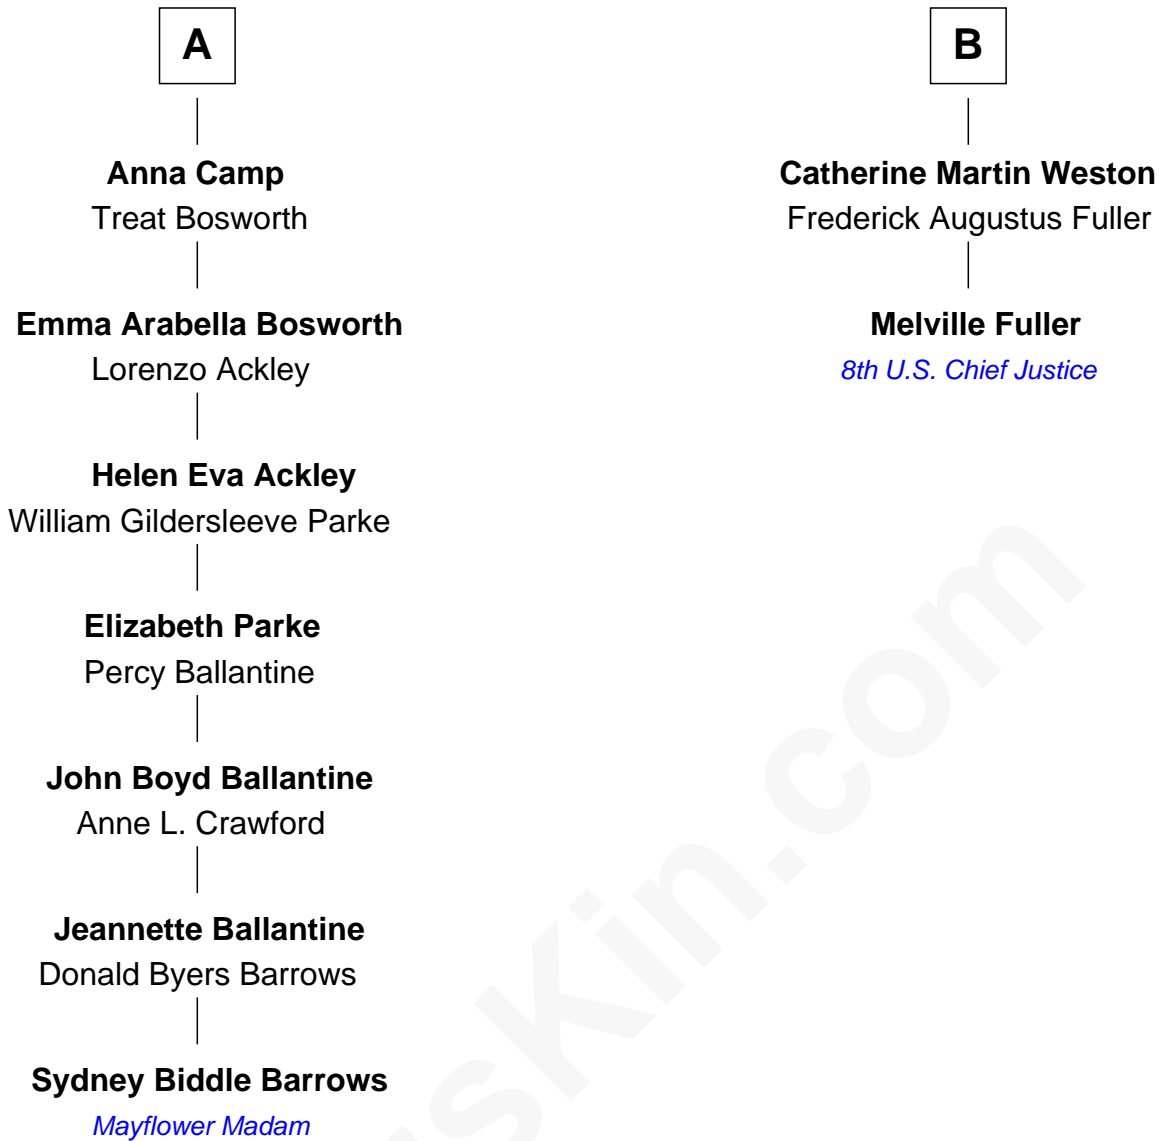 A
Anna Camp
Treat Bosworth
Emma Arabella Bosworth
Lorenzo Ackley
Helen Eva Ackley
William Gildersleeve Parke
Elizabeth Parke
Percy Ballantine
John Boyd Ballantine
Anne L. Crawford
Jeannette Ballantine
Donald Byers Barrows
Sydney Biddle Barrows
Mayflower Madam
B
Catherine Martin Weston
Frederick Augustus Fuller
Melville Fuller
8th U.S. Chief Justice
usKin.com